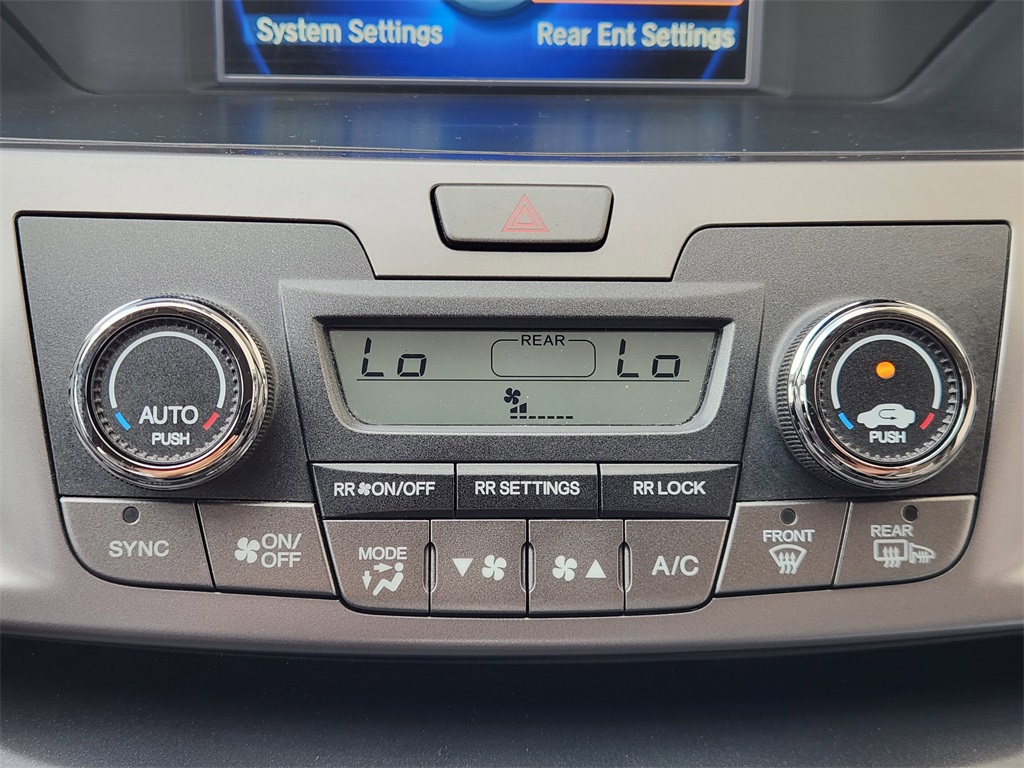 System Settings
Rear Ent Settings
Lo
REAR
Lo
AUTO
PUSH
PUSH
RR ON/OFF
RR SETTINGS
RR LOCK
SYNC
ON/
OFF
MODE
A/C
FRONT
REAR